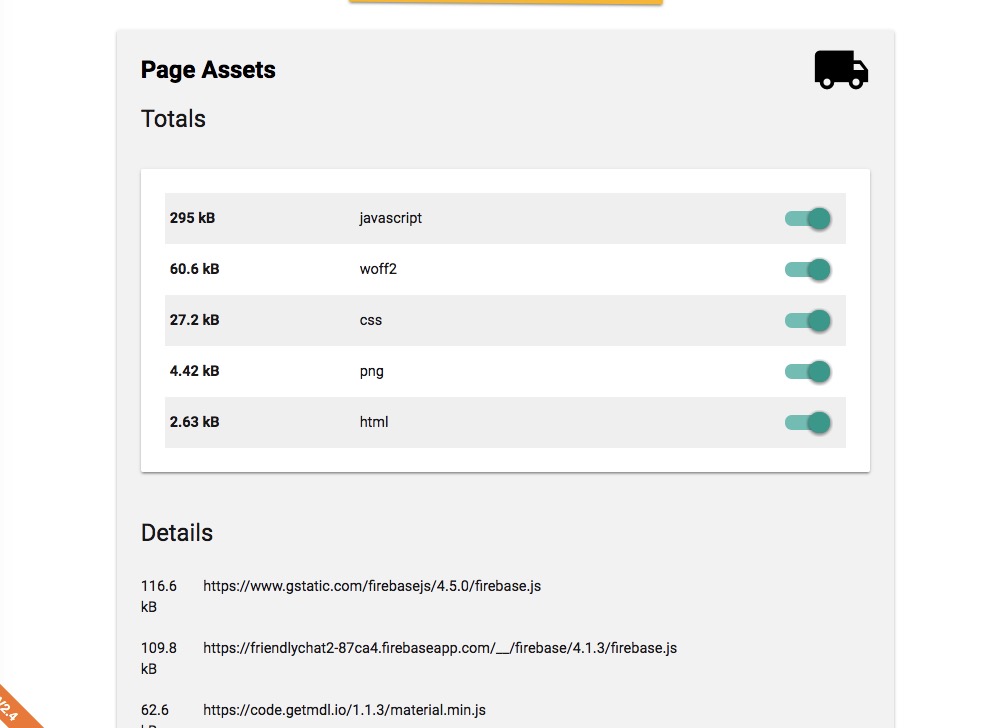 Page Assets
Totals
295 kB javascript
60.6 kB woff2
27.2 kB css
4.42 kB png
2.63 kB html
Details
116.6 kB https://www.gstatic.com/firebasejs/4.5.0/firebase.js
109.8 kB https://friendlychat2-87ca4.firebaseapp.com/__/firebase/4.1.3/firebase.js
62.6 https://code.getmdl.io/1.1.3/material.min.js